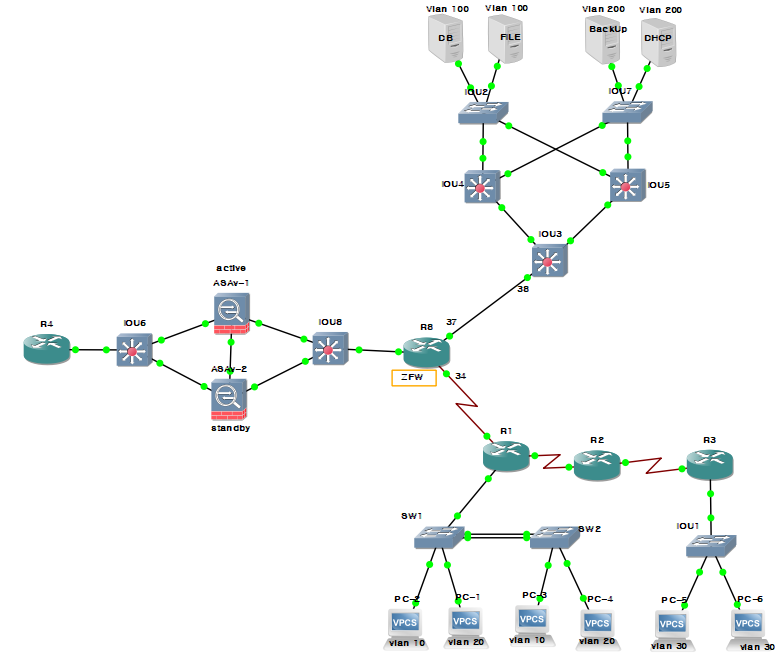 Vlan 100
Vlan 100
Vlan 200
Vlan 200
DB
FILE
BackUp
DHCP
IOU2
IOU7
IOU4
IOU5
IOU3
38
active
ASAv-1
R4
IOU6
IOU8
R8
37
ZFW
34
ASAv-2
standby
R1
R2
R3
SW1
SW2
IOU1
PC-2
PC-1
PC-3
PC-4
PC-5
PC-6
VPCS
VPCS
VPCS
VPCS
VPCS
VPCS
vlan 10
vlan 20
vlan 10
vlan 20
vlan 30
vlan 30